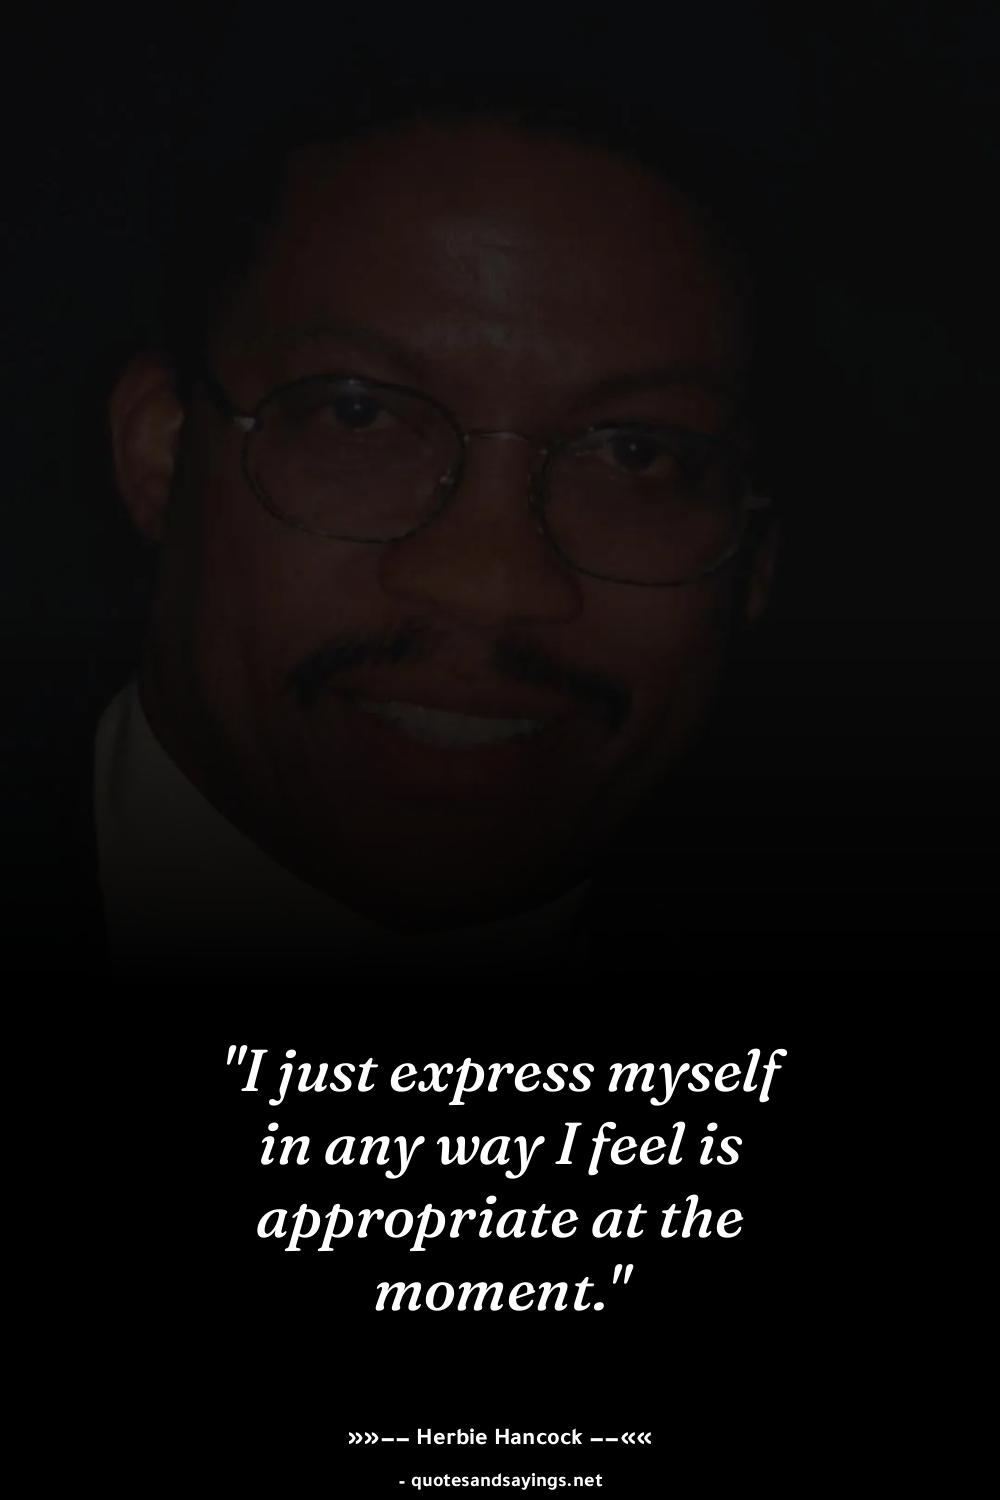 "I just express myself
in any way I feel is
appropriate at the
moment."
»»–– Herbie Hancock ––««
- quotesandsayings.net